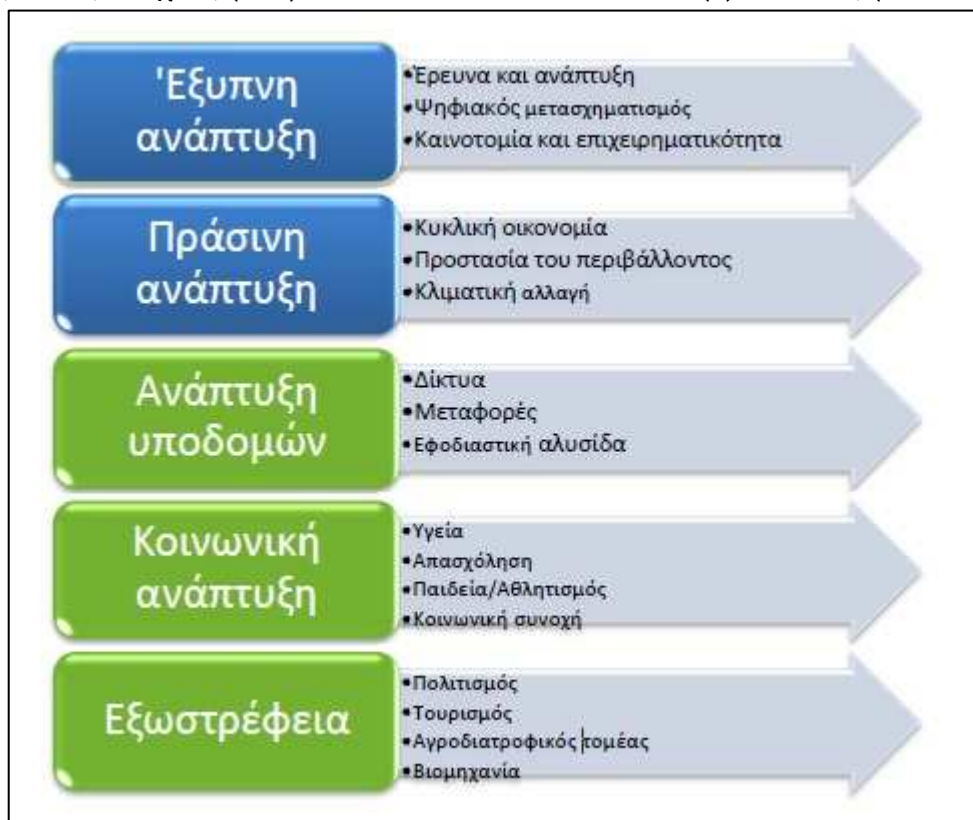 Έξυπνη
ανάπτυξη
•Έρευνα και ανάπτυξη
•Ψηφιακός μετασχηματισμός
•Καινοτομία και επιχειρηματικότητα
Πράσινη
ανάπτυξη
•Κυκλική οικονομία
•Προστασία του περιβάλλοντος
•Κλιματική αλλαγή
Ανάπτυξη
υποδομών
•Δίκτυα
•Μεταφορές
•Εφοδιαστική αλυσίδα
Κοινωνική
ανάπτυξη
•Υγεία
•Απασχόληση
•Παιδεία/Αθλητισμός
•Κοινωνική συνοχή
Εξωστρέφεια
•Πολιτισμός
•Τουρισμός
•Αγροδιατροφικός τομέας
•Βιομηχανία